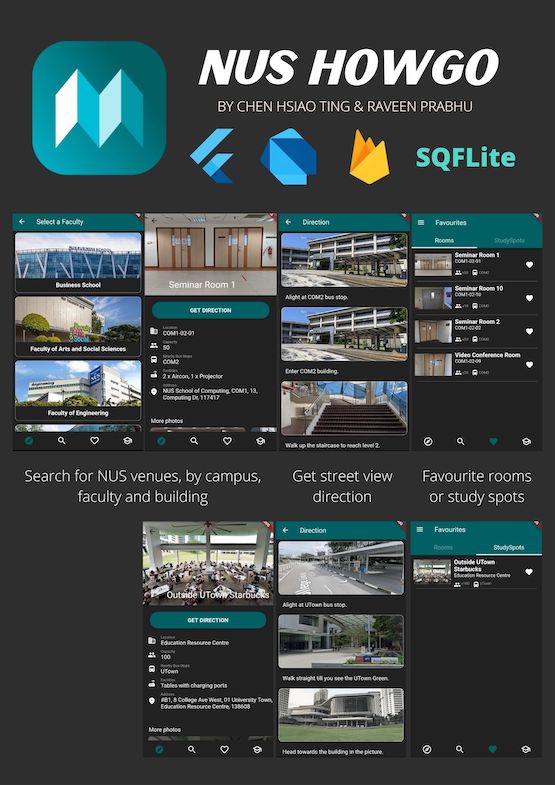 NUS HOWGO
BY CHEN HSIAO TING & RAVEEN PRABHU
SQFLite
Select a Faculty
Business School
Faculty of Arts and Social Sciences
Faculty of Engineering
Seminar Room 1
GET DIRECTION
Location
COM1-02-01
Capacity
50
Nearby Bus Stops
COM2
Facilities
2 x Aircon, 1 x Projector
Address
NUS School of Computing, COM1, 13,
Computing Dr, 117417
More photos
Direction
Alight at COM2 bus stop.
Enter COM2 building.
Walk up the staircase to reach level 2.
Favourites
Rooms
StudySpots
Seminar Room 1
COM1-02-01
COM2
Seminar Room 10
COM1-02-10
COM2
Seminar Room 2
COM1-02-02
COM2
Video Conference Room
COM2
Search for NUS venues, by campus,
faculty and building
Get street view
direction
Favourite rooms
or study spots
Outside UTown Starbucks
GET DIRECTION
Location
Education Resource Centre
Capacity
100
Nearby Bus Stops
UTown
Facilities
Tables with charging ports
Address
#B1, 8 College Ave West, 01 University Town,
Education Resource Centre, 138608
More photos
Direction
Alight at UTown bus stop.
Walk straight till you see the UTown Green.
Head towards the building in the picture.
Favourites
Rooms
StudySpots
Outside UTown
Starbucks
Education Resource Centre
UTown